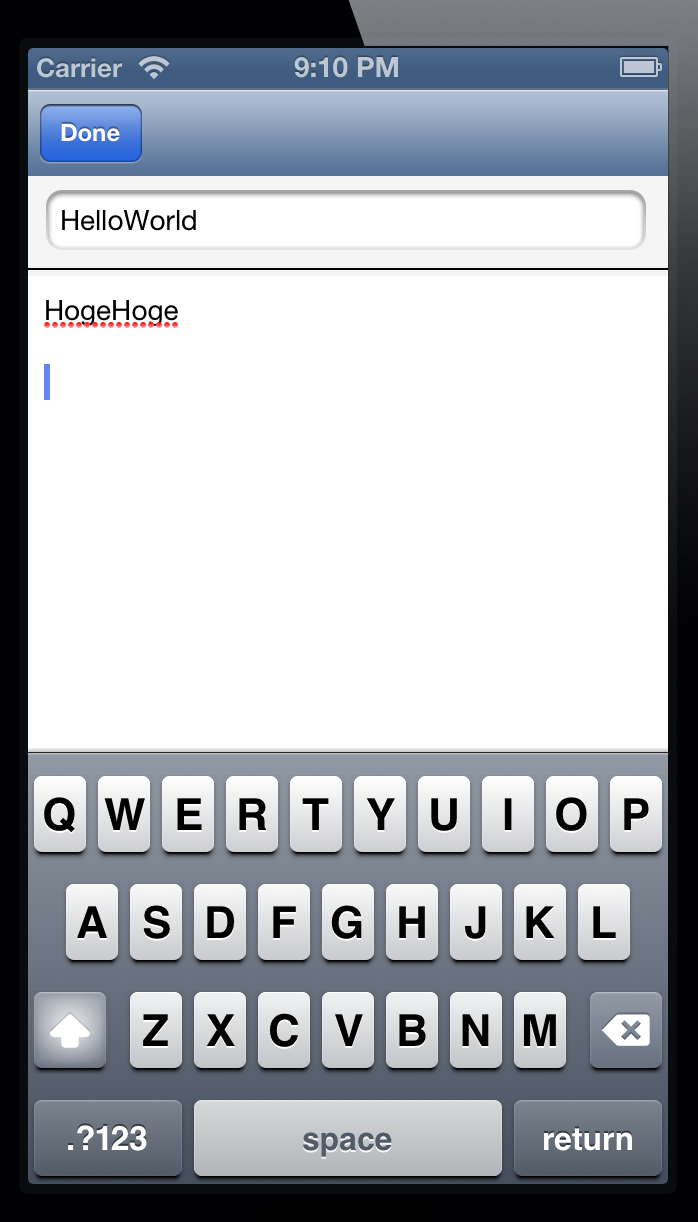 Carrier 9:10 PM
Done
HelloWorld
HogeHoge
Q W E R T Y U I O P
A S D F G H J K L
Z X C V B N M
.?123 space return